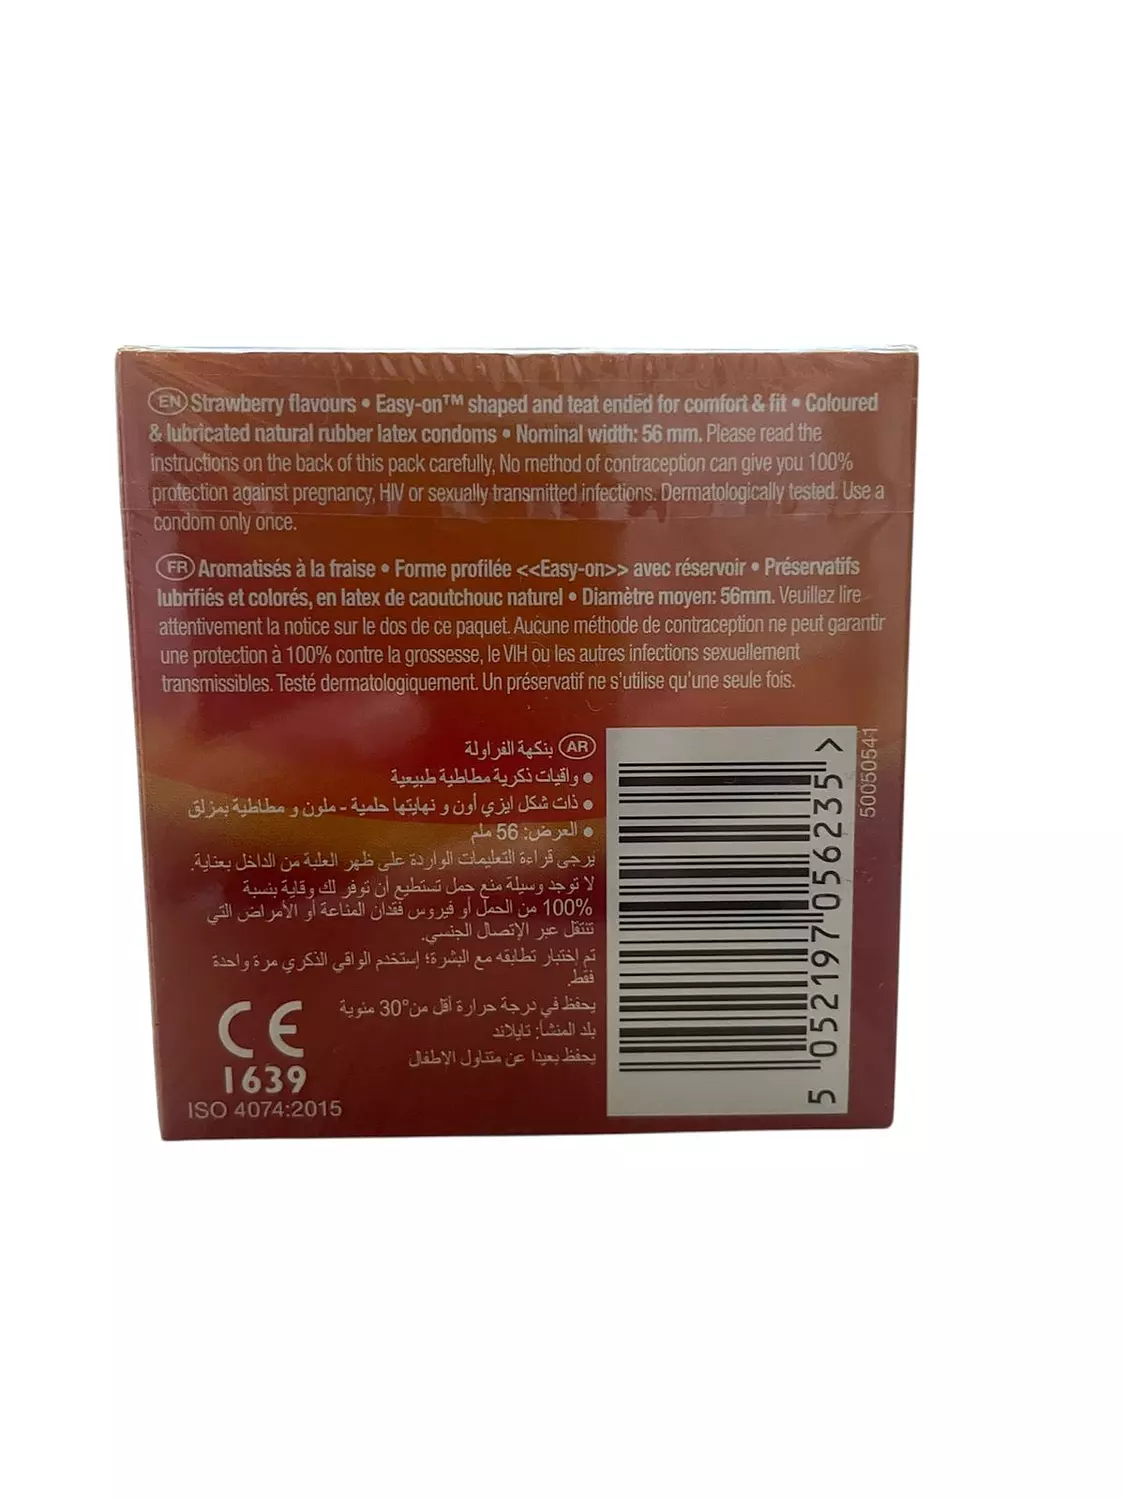 EN Strawberry flavours • Easy-on™ shaped and teat ended for comfort & fit • Coloured
& lubricated natural rubber latex condoms • Nominal width: 56 mm. Please read the
instructions on the back of this pack carefully, No method of contraception can give you 100%
protection against pregnancy, HIV or sexually transmitted infections. Dermatologically tested. Use a
condom only once.
FR Aromatisés à la fraise • Forme profilée <<Easy-on>> avec réservoir • Préservatifs
lubrifiés et colorés, en latex de caoutchouc naturel • Diamètre moyen: 56mm. Veuillez lire
attentivement la notice sur le dos de ce paquet. Aucune méthode de contraception ne peut garantir
une protection à 100% contre la grossesse, le VIH ou les autres infections sexuellement
transmissibles. Testé dermatologiquement. Un préservatif ne s'utilise qu'une seule fois.
AR بنكهة الفراولة
• واقيات ذكرية مطاطية طبيعية
• ذات شكل ايزي أون و نهايتها حلمية - ملون و مطاطية بمزلق
• العرض: 56 ملم
يرجى قراءة التعليمات الواردة على ظهر العلبة من الداخل بعناية.
لا توجد وسيلة منع حمل تستطيع أن توفر لك وقاية بنسبة
100% من الحمل أو فيروس فقدان المناعة أو الأمراض التي
تنتقل عبر الإتصال الجنسي.
تم إختبار تطابقه مع البشرة؛ إستخدم الواقي الذكري مرة واحدة
فقط.
يحفظ في درجة حرارة أقل من 30° مئوية
بلد المنشأ: تايلاند
يحفظ بعيدا عن متناول الاطفال
CE
1639
ISO 4074:2015
5 052197 056235 >
50050541